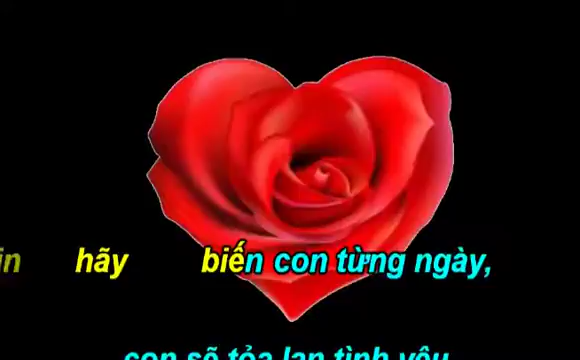 hãy biến con từng ngày,
con sẽ tỏa lan tình yêu